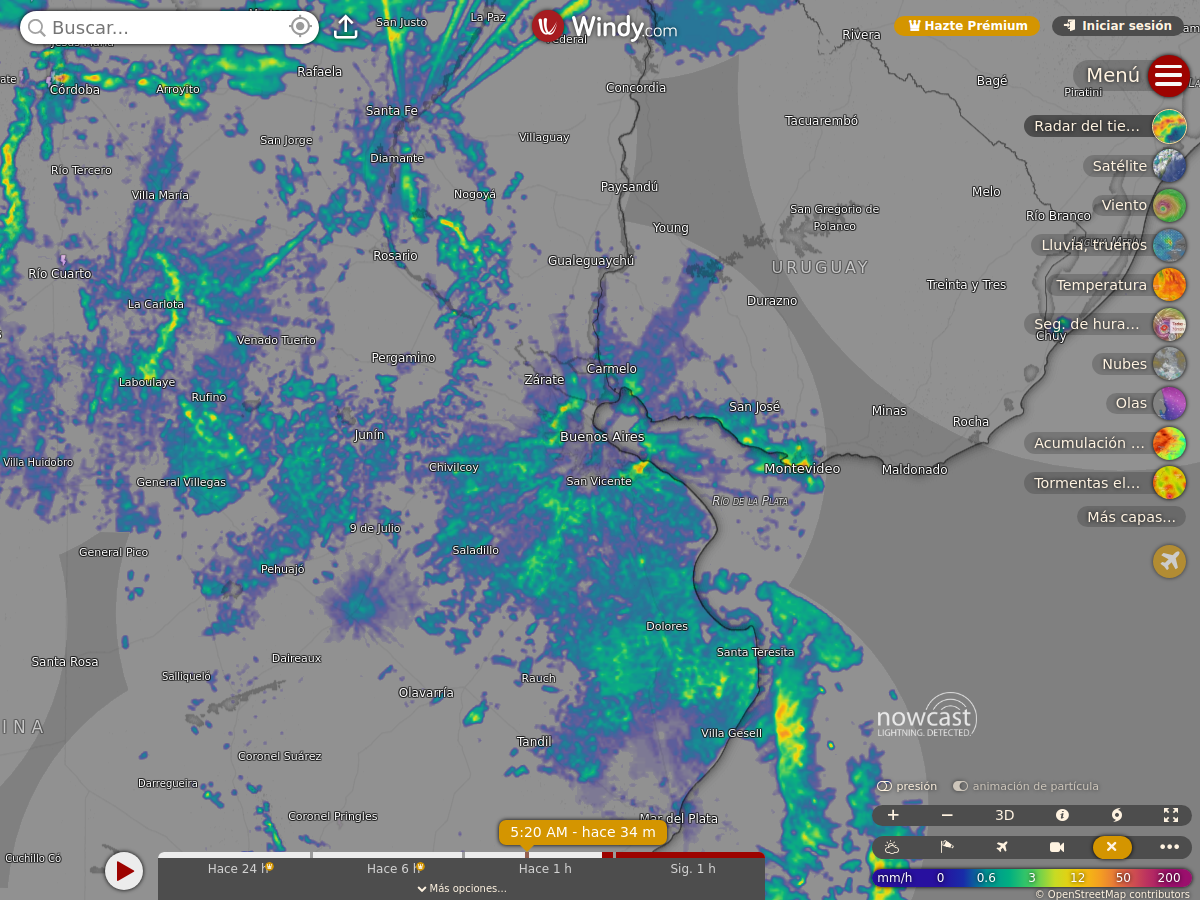 Buscar...
San Justo
La Paz
Windy.com
Hazte Prémium
Iniciar sesión
Rivera
Jesús María
Federal
Rafaela
Menú
Córdoba
Arroyito
Concordia
Bagé
Piratini
Santa Fe
Tacuarembó
Radar del tie...
San Jorge
Villaguay
Diamante
Satélite
Río Tercero
Villa María
Nogoyá
Paysandú
Melo
Viento
San Gregorio de
Polanco
Río Branco
Young
Lluvia, truenos
Rosario
Gualeguaychú
URUGUAY
Río Cuarto
Temperatura
La Carlota
Durazno
Treinta y Tres
Seg. de hura...
Chuy
Venado Tuerto
Pergamino
Nubes
Zárate
Carmelo
Laboulaye
Rufino
San José
Minas
Olas
Rocha
Junín
Buenos Aires
Acumulación ...
Villa Huidobro
Chivilcoy
Montevideo
Maldonado
General Villegas
San Vicente
Tormentas el...
Río de la Plata
Más capas...
9 de Julio
General Pico
Saladillo
Pehuajó
Dolores
Santa Rosa
Daireaux
Santa Teresita
Salliqueló
Rauch
Olavarría
INA
nowcast
LIGHTNING. DETECTED.
Villa Gesell
Tandil
Coronel Suárez
Darregueira
presión
animación de partícula
Coronel Pringles
Mar del Plata
3D
5:20 AM - hace 34 m
Cuchillo Có
Hace 24 h
Hace 6 h
Hace 1 h
Sig. 1 h
Más opciones...
mm/h 0 0.6 3 12 50 200
© OpenStreetMap contributors